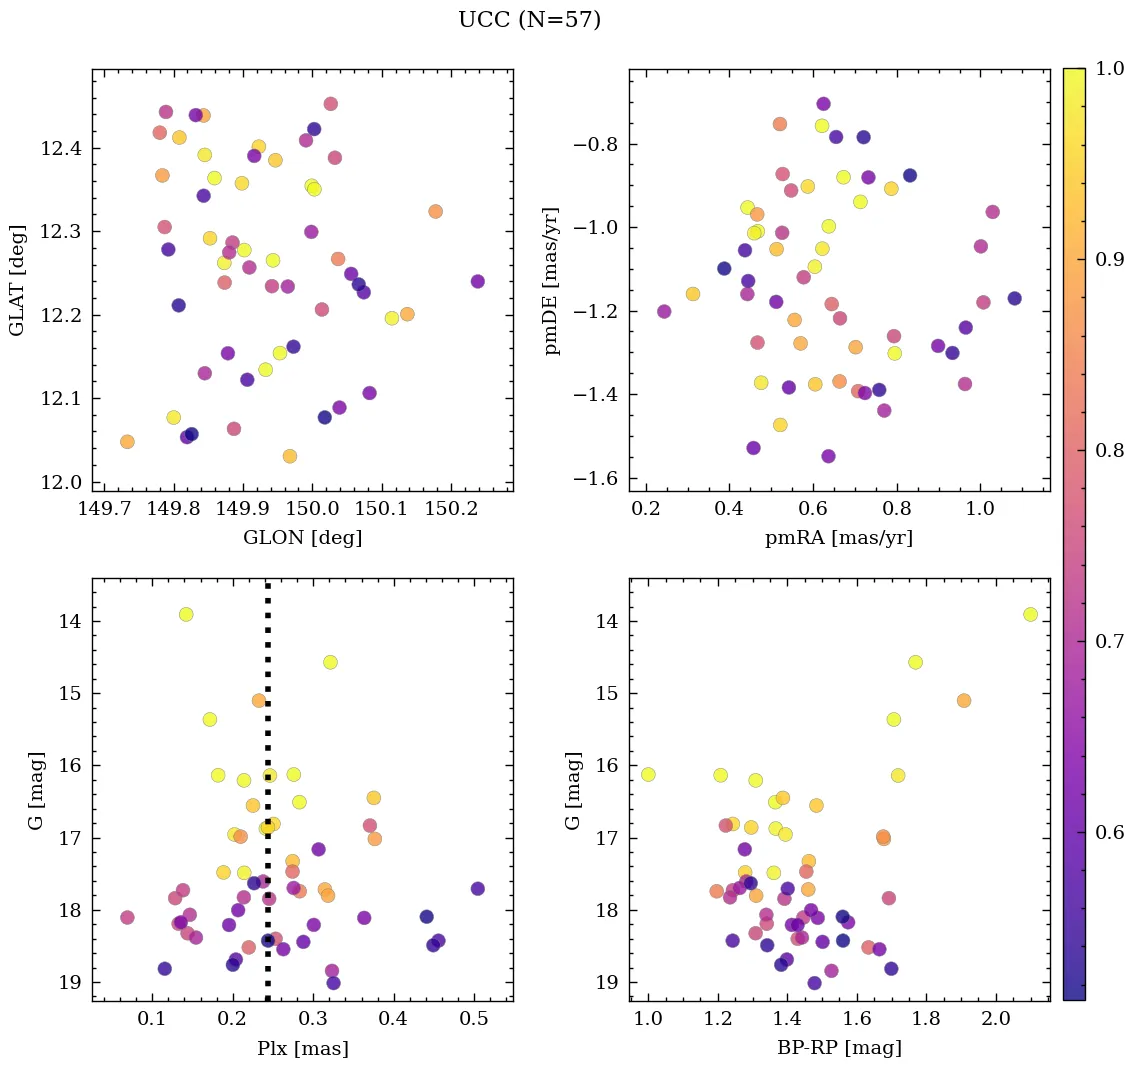 UCC (N=57)
12.4
12.3
12.2
12.1
12.0
GLAT [deg]
149.7 149.8 149.9 150.0 150.1 150.2
GLON [deg]
−0.8
−1.0
−1.2
−1.4
−1.6
pmDE [mas/yr]
0.2 0.4 0.6 0.8 1.0
pmRA [mas/yr]
14
15
16
17
18
19
G [mag]
0.1 0.2 0.3 0.4 0.5
Plx [mas]
14
15
16
17
18
19
G [mag]
1.0 1.2 1.4 1.6 1.8 2.0
BP-RP [mag]
1.0
0.9
0.8
0.7
0.6